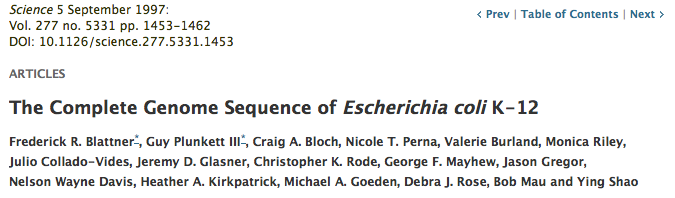 Science 5 September 1997:
Vol. 277 no. 5331 pp. 1453–1462
DOI: 10.1126/science.277.5331.1453
< Prev | Table of Contents | Next >
ARTICLES
The Complete Genome Sequence of Escherichia coli K–12
Frederick R. Blattner*, Guy Plunkett III*, Craig A. Bloch, Nicole T. Perna, Valerie Burland, Monica Riley,
Julio Collado-Vides, Jeremy D. Glasner, Christopher K. Rode, George F. Mayhew, Jason Gregor,
Nelson Wayne Davis, Heather A. Kirkpatrick, Michael A. Goeden, Debra J. Rose, Bob Mau and Ying Shao